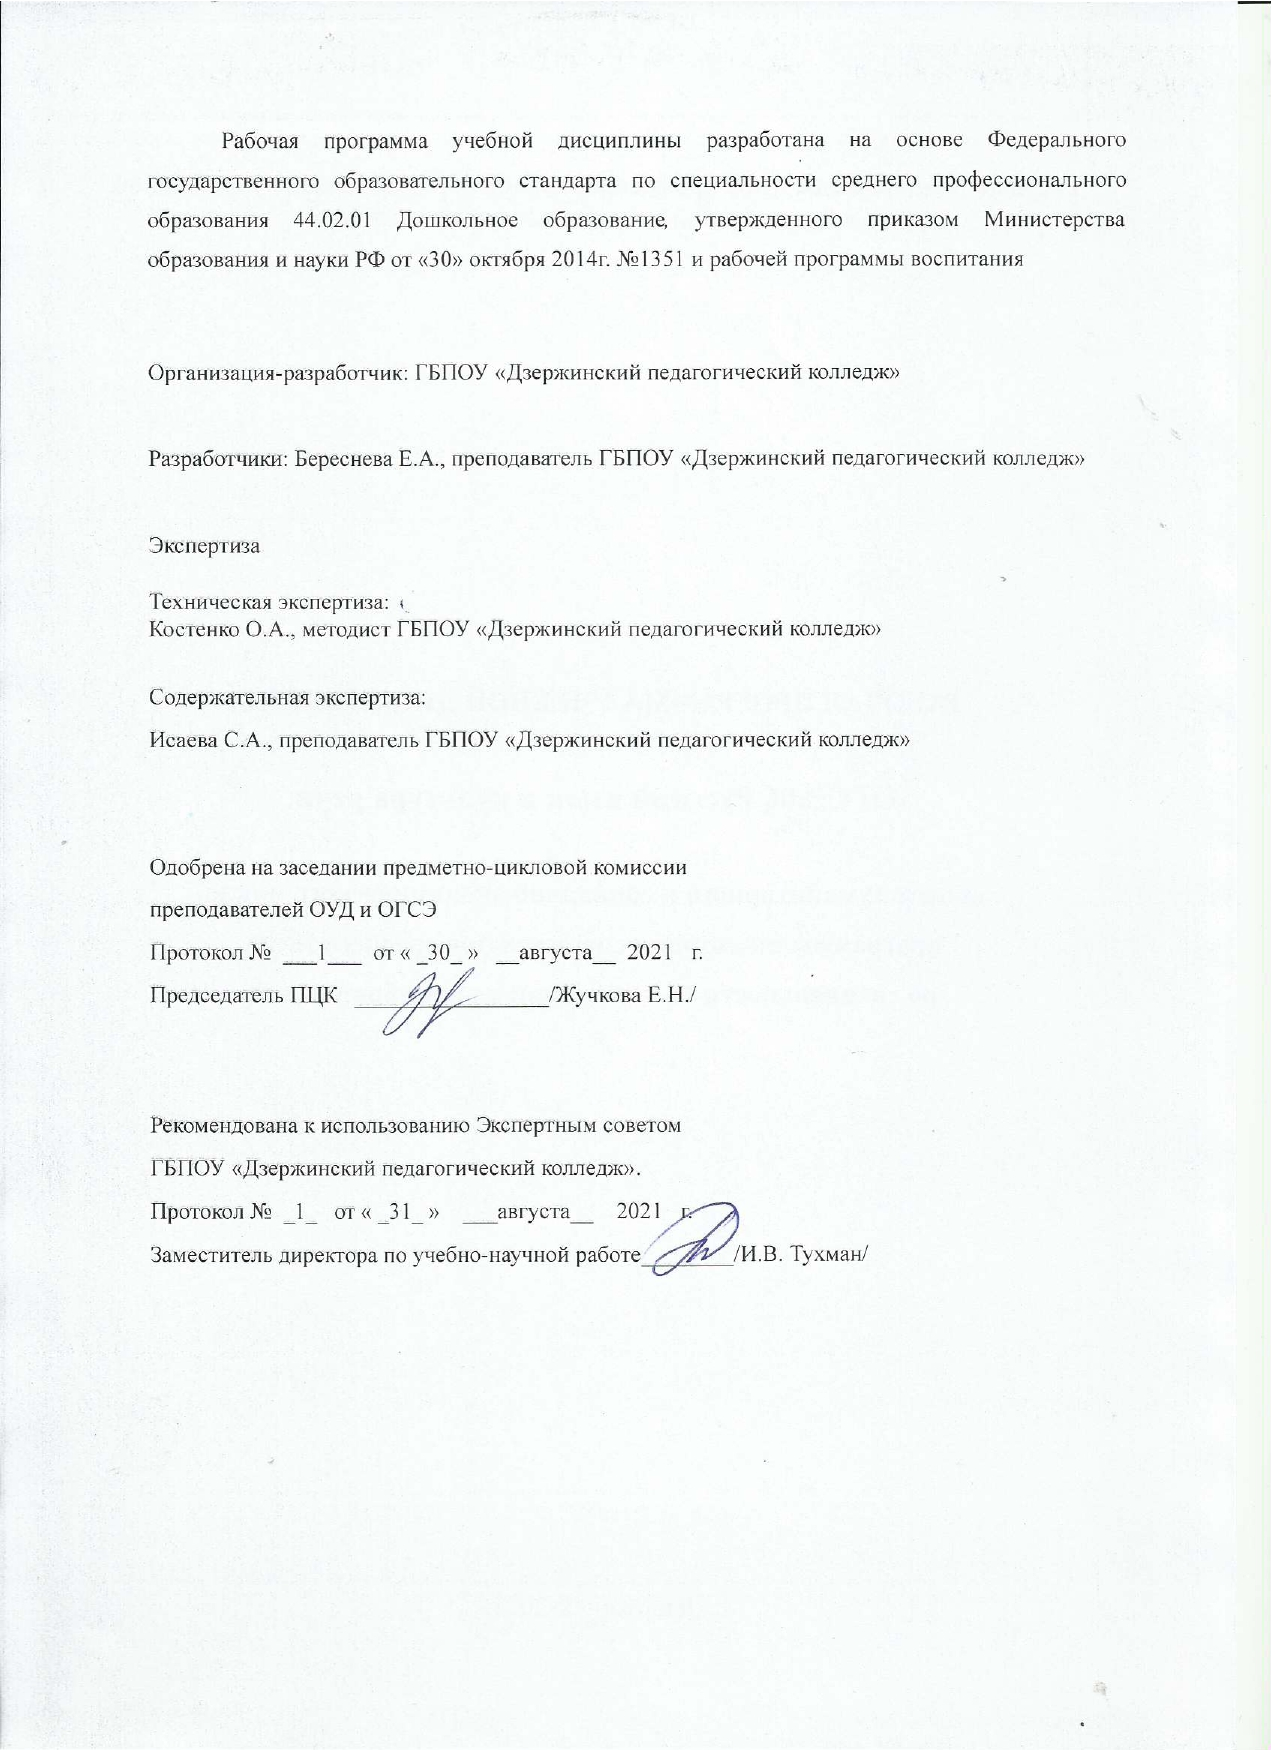 Рабочая программа учебной дисциплины разработана на основе Федерального
государственного образовательного стандарта по специальности среднего профессионального
образования 44.02.01 Дошкольное образование, утвержденного приказом Министерства
образования и науки РФ от «30» октября 2014г. №1351 и рабочей программы воспитания
Организация-разработчик: ГБПОУ «Дзержинский педагогический колледж»
Разработчики: Береснева Е.А., преподаватель ГБПОУ «Дзержинский педагогический колледж»
Экспертиза
Техническая экспертиза:
Костенко О.А., методист ГБПОУ «Дзержинский педагогический колледж»
Содержательная экспертиза:
Исаева С.А., преподаватель ГБПОУ «Дзержинский педагогический колледж»
Одобрена на заседании предметно-цикловой комиссии
преподавателей ОУД и ОГСЭ
Протокол № ___1___ от « _30_ » __августа__ 2021 г.
Председатель ПЦК _________________/Жучкова Е.Н./
Рекомендована к использованию Экспертным советом
ГБПОУ «Дзержинский педагогический колледж».
Протокол № _1_ от « _31_ » ___августа__ 2021 г.
Заместитель директора по учебно-научной работе________/И.В. Тухман/